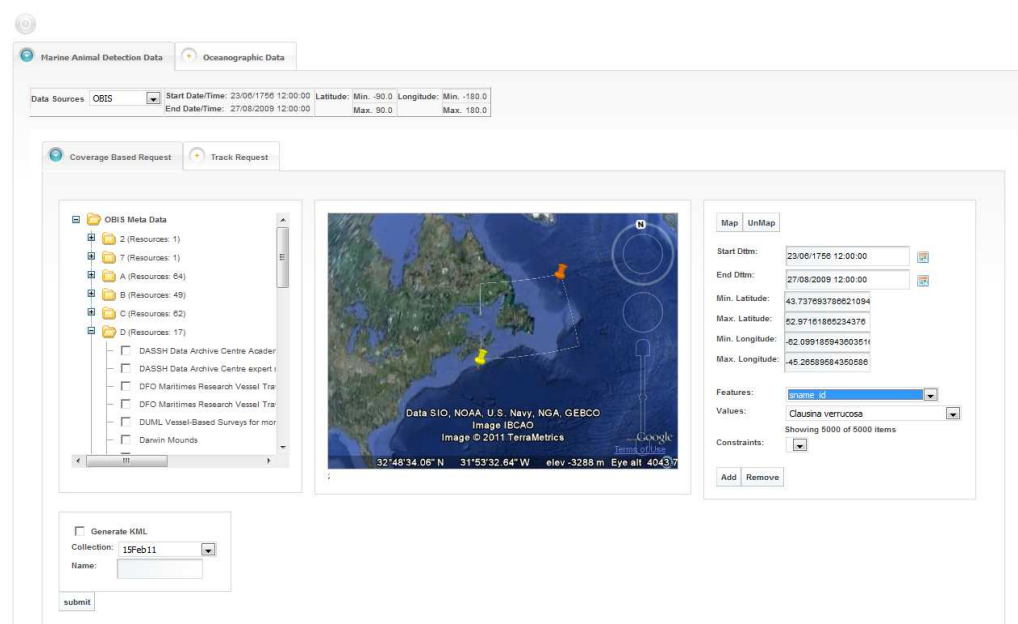 Marine Animal Detection Data
Oceanographic Data
Data Sources OBIS Start Date/Time: 23/06/1756 12:00:00 Latitude: Min. -90.0 Longitude: Min. -180.0
End Date/Time: 27/08/2009 12:00:00 Max. 90.0 Max. 180.0
Coverage Based Request
Track Request
OBIS Meta Data
2 (Resources: 1)
7 (Resources: 1)
A (Resources: 64)
B (Resources: 49)
C (Resources: 62)
D (Resources: 17)
DASSH Data Archive Centre Academ
DASSH Data Archive Centre expert s
DFO Maritimes Research Vessel Tra
DFO Maritimes Research Vessel Tra
DUML Vessel-Based Surveys for mor
Darwin Mounds
N
Data SIO, NOAA, U.S. Navy, NGA, GEBCO
Image IBCAO
Image © 2011 TerraMetrics
Google
Terms of Use
32°48'34.06" N 31°53'32.64" W elev -3288 m Eye alt 4043
;
Map UnMap
Start Dttm: 23/06/1756 12:00:00
End Dttm: 27/08/2009 12:00:00
Min. Latitude: 43.737693786621094
Max. Latitude: 52.97161865234376
Min. Longitude: -62.09918594360351
Max. Longitude: -45.26589584350586
Features: sname_id
Values: Clausina verrucosa
Showing 5000 of 5000 items
Constraints:
Add Remove
Generate KML
Collection: 15Feb11
Name:
submit